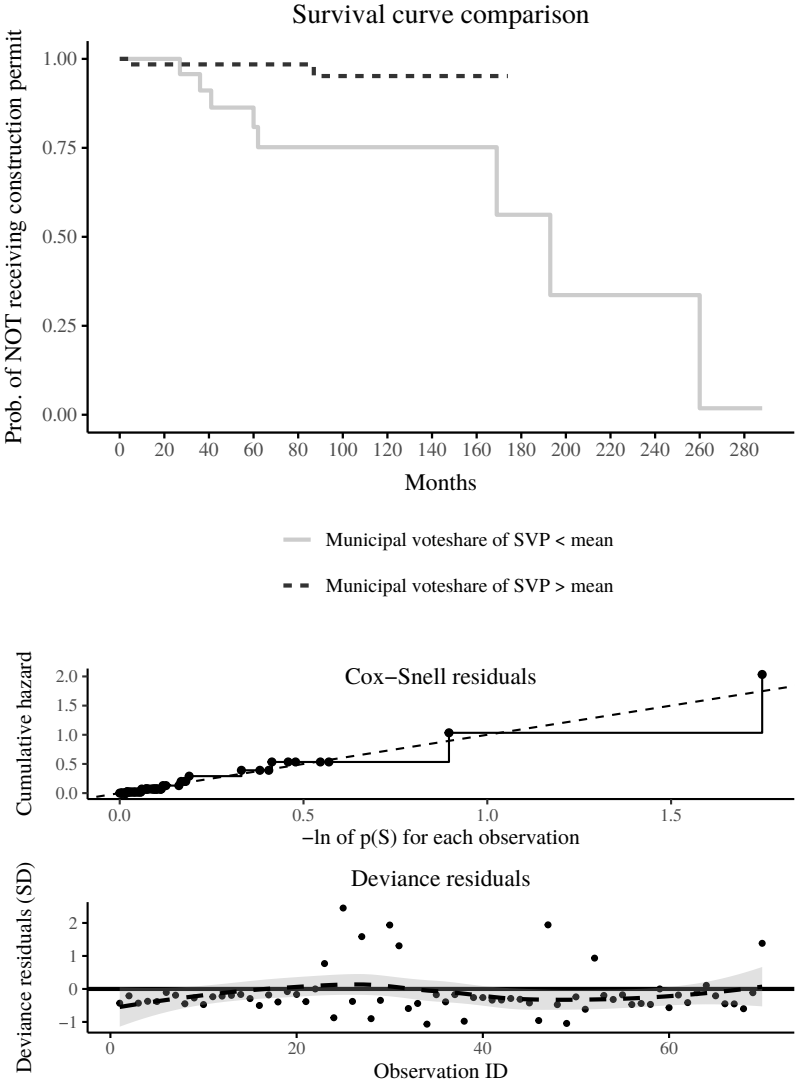 Survival curve comparison
Prob. of NOT receiving construction permit
1.00
0.75
0.50
0.25
0.00
0 20 40 60 80 100 120 140 160 180 200 220 240 260 280
Months
Municipal voteshare of SVP < mean
Municipal voteshare of SVP > mean
Cox−Snell residuals
Cumulative hazard
2.0
1.5
1.0
0.5
0.0
0.0 0.5 1.0 1.5
−ln of p(S) for each observation
Deviance residuals
Deviance residuals (SD)
2
1
0
−1
0 20 40 60
Observation ID